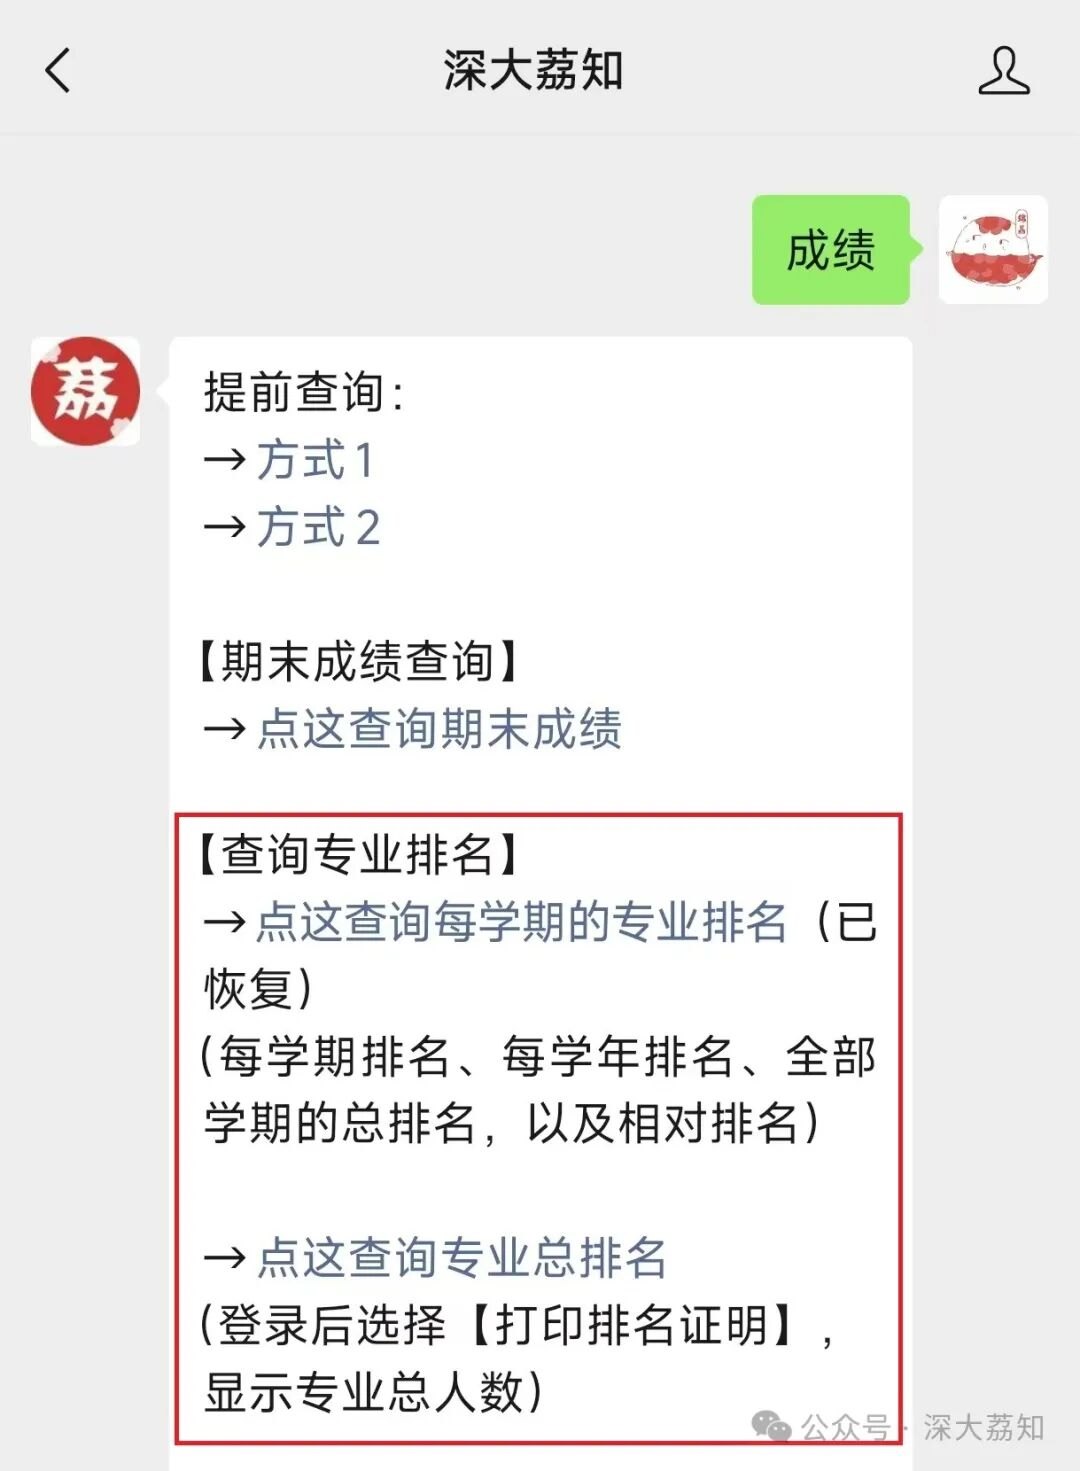 深大荔知
成绩
荔
提前查询：
→方式1
→方式2
【期末成绩查询】
→点这查询期末成绩
【查询专业排名】
→点这查询每学期的专业排名（已
恢复）
（每学期排名、每学年排名、全部
学期的总排名，以及相对排名）
→点这查询专业总排名
（登录后选择【打印排名证明】，
显示专业总人数）
公众号·深大荔知